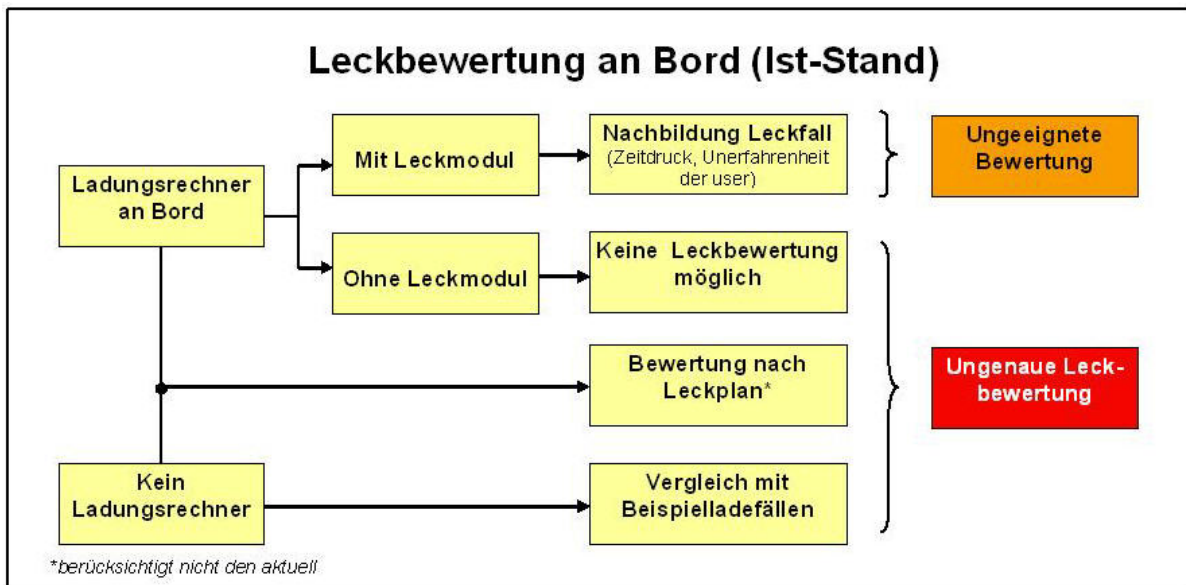 Leckbewertung an Bord (Ist-Stand)
Ladungsrechner
an Bord
Mit Leckmodul
Nachbildung Leckfall
(Zeitdruck, Unerfahrenheit
der user)
Ungeeignete
Bewertung
Ohne Leckmodul
Keine Leckbewertung
möglich
Bewertung nach
Leckplan*
Ungenaue Leck-
bewertung
Kein
Ladungsrechner
Vergleich mit
Beispielladefällen
*berücksichtigt nicht den aktuell